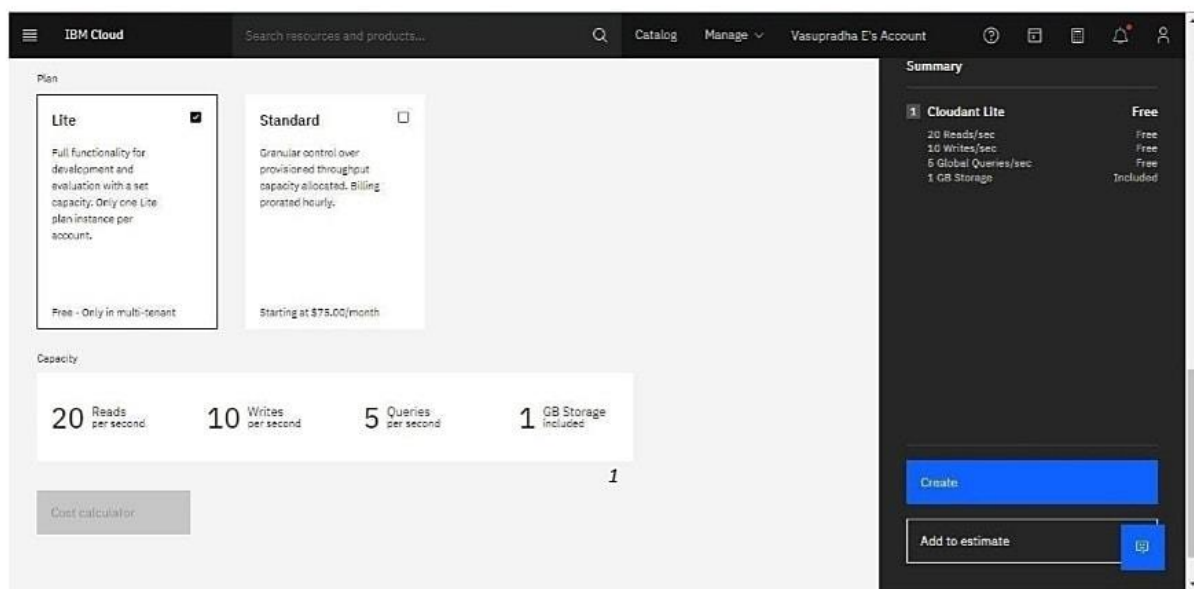 IBM Cloud
Search resources and products...
Catalog
Manage
Vasupradha E's Account
Plan
Lite
Full functionality for
development and
evaluation with a set
capacity. Only one Lite
plan instance per
account.
Free - Only in multi-tenant
Standard
Granular control over
provisioned throughput
capacity allocated. Billing
prorated hourly.
Starting at $75.00/month
Capacity
20 Reads per second
10 Writes per second
5 Queries per second
1 GB Storage included
1
Cost calculator
Summary
1 Cloudant Lite Free
20 Reads/sec Free
10 Writes/sec Free
5 Global Queries/sec Free
1 GB Storage Included
Create
Add to estimate